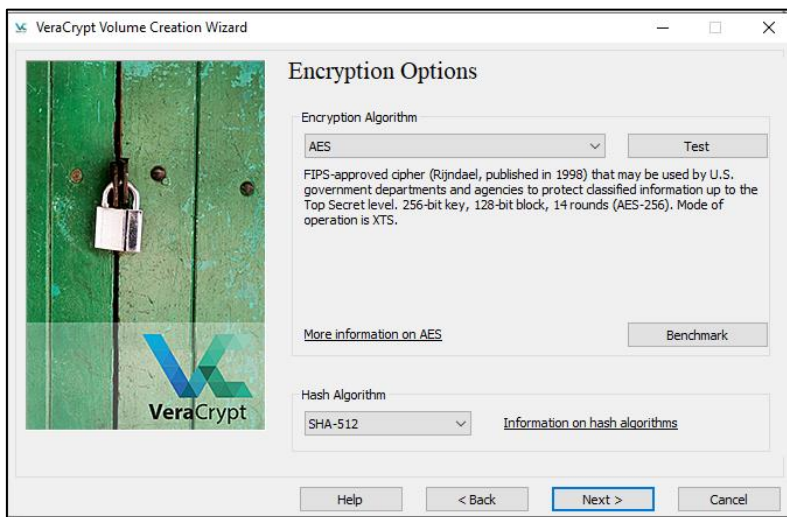 VeraCrypt Volume Creation Wizard
Encryption Options
Encryption Algorithm
AES
Test
FIPS-approved cipher (Rijndael, published in 1998) that may be used by U.S.
government departments and agencies to protect classified information up to the
Top Secret level. 256-bit key, 128-bit block, 14 rounds (AES-256). Mode of
operation is XTS.
More information on AES
Benchmark
VeraCrypt
Hash Algorithm
SHA-512
Information on hash algorithms
Help
< Back
Next >
Cancel